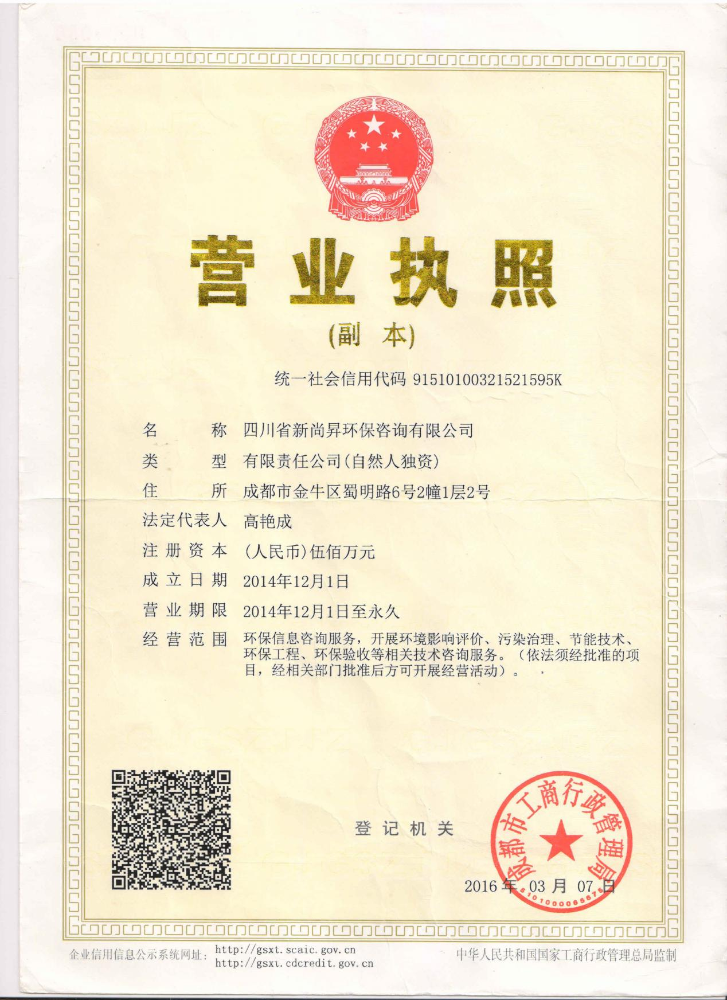 营业执照
(副 本)
统一社会信用代码 91510100321521595K
名 称 四川省新尚昇环保咨询有限公司
类 型 有限责任公司(自然人独资)
住 所 成都市金牛区蜀明路6号2幢1层2号
法定代表人 高艳成
注册资本 (人民币)伍佰万元
成立日期 2014年12月1日
营业期限 2014年12月1日至永久
经营范围 环保信息咨询服务，开展环境影响评价、污染治理、节能技术、
环保工程、环保验收等相关技术咨询服务。（依法须经批准的项
目，经相关部门批准后方可开展经营活动）。
登记机关
成都市工商行政管理局
2016 年 03 月 07 日
5101000065675
企业信用信息公示系统网址：
http://gsxt.scaic.gov.cn
http://gsxt.cdcredit.gov.cn
中华人民共和国国家工商行政管理总局监制